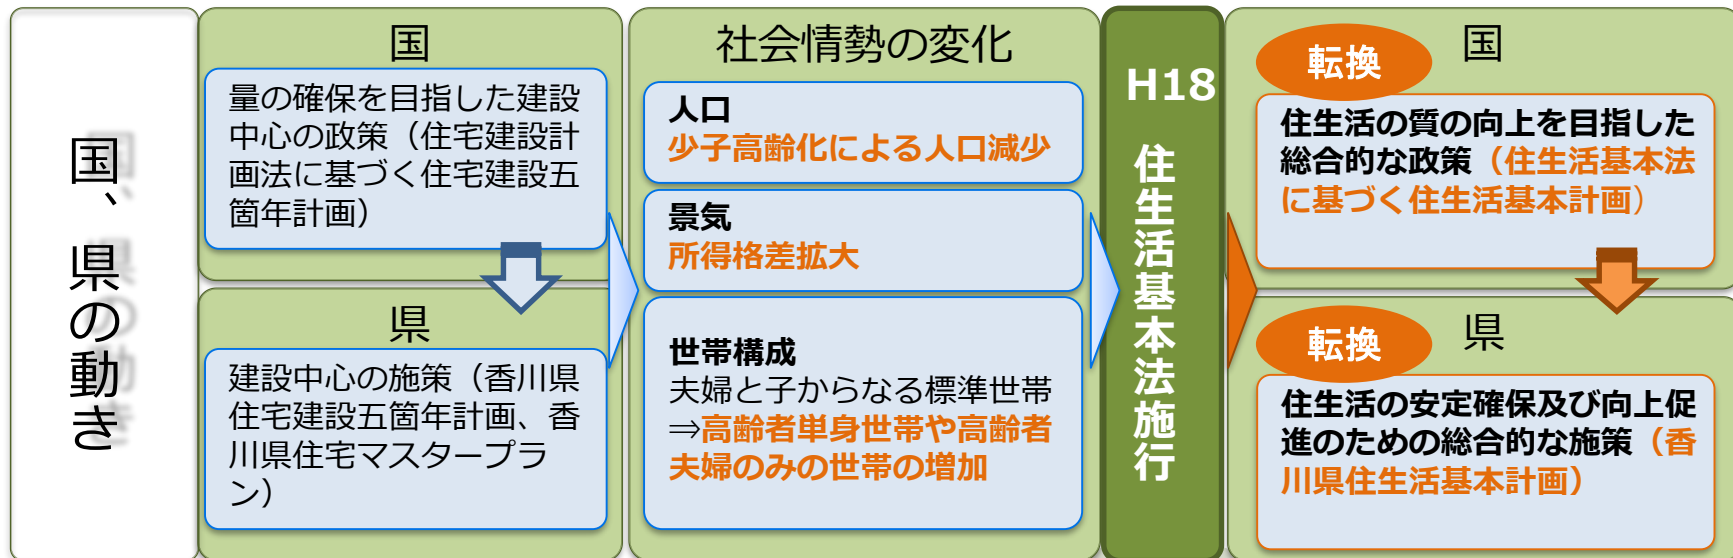 国、県の動き
国
量の確保を目指した建設
中心の政策（住宅建設計
画法に基づく住宅建設五
箇年計画）
県
建設中心の施策（香川県
住宅建設五箇年計画、香
川県住宅マスタープラ
ン）
社会情勢の変化
人口
少子高齢化による人口減少
景気
所得格差拡大
世帯構成
夫婦と子からなる標準世帯
⇒高齢者単身世帯や高齢者
夫婦のみの世帯の増加
H18
住生活基本法施行
国
転換
住生活の質の向上を目指した
総合的な政策（住生活基本法
に基づく住生活基本計画）
県
転換
住生活の安定確保及び向上促
進のための総合的な施策（香
川県住生活基本計画）